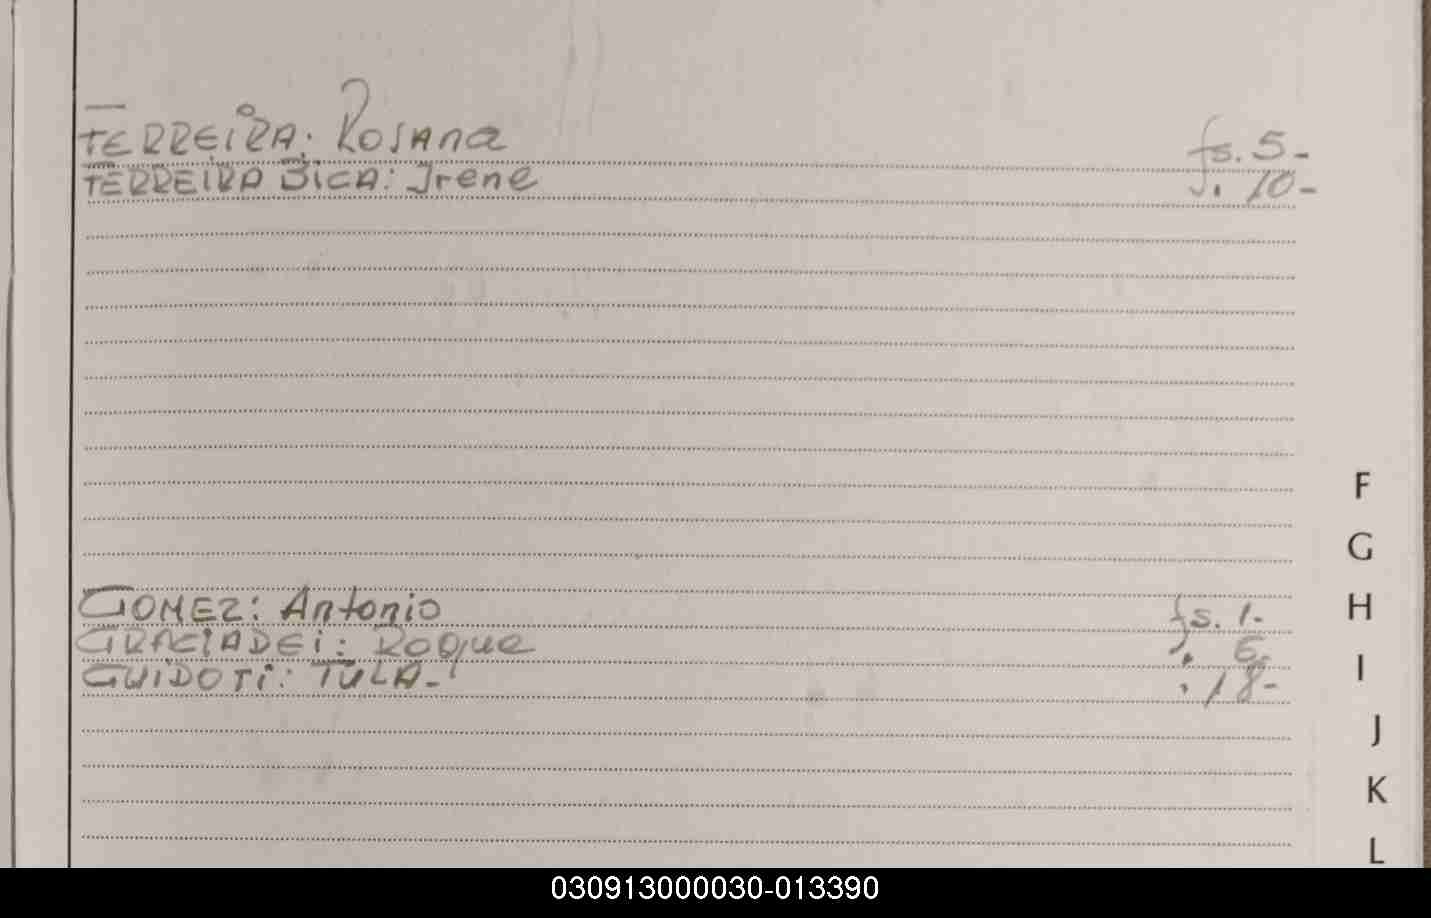 FERREIRA: Rosana fs. 5-
FERREIRA BICA: Irene f. 10-
GOMEZ: Antonio fs. 1.-
GRACIADEI: Roque f. 6.-
GUIDOTI: TULA- . 18-
F
G
H
I
J
K
L
030913000030-013390